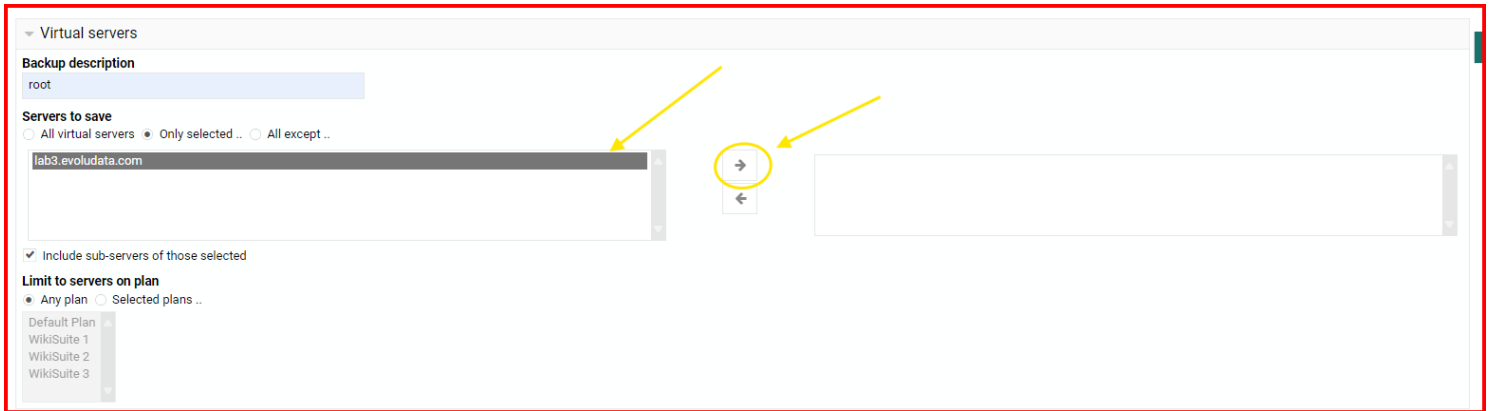 Virtual servers
Backup description
root
Servers to save
All virtual servers Only selected .. All except ..
lab3.evoludata.com
Include sub-servers of those selected
Limit to servers on plan
Any plan Selected plans ..
Default Plan
WikiSuite 1
WikiSuite 2
WikiSuite 3